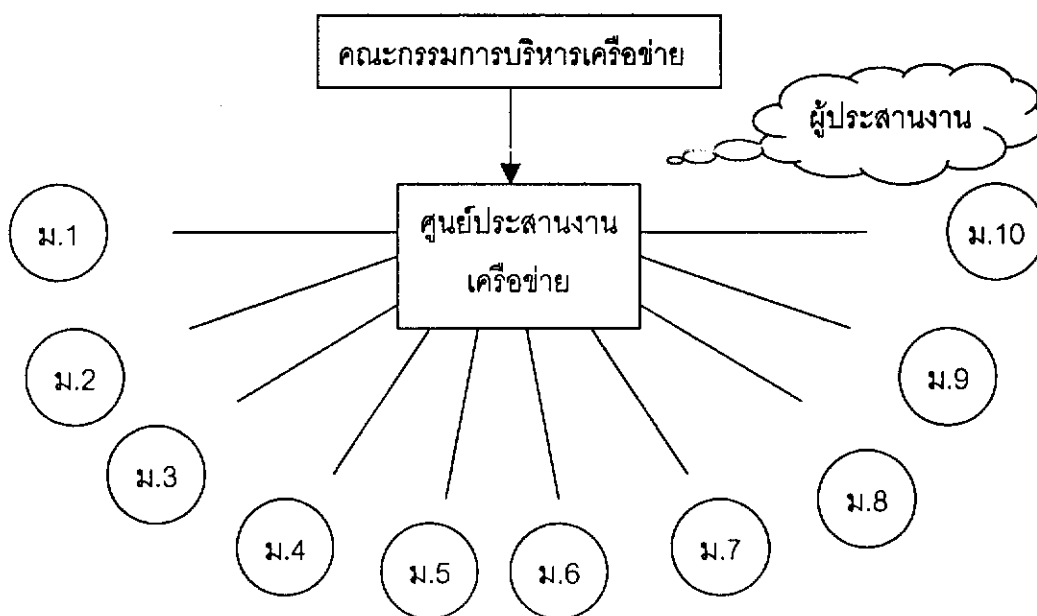 คณะกรรมการบริหารเครือข่าย
ผู้ประสานงาน
ศูนย์ประสานงาน
เครือข่าย
ม.1
ม.10
ม.2
ม.9
ม.3
ม.8
ม.4
ม.7
ม.5
ม.6